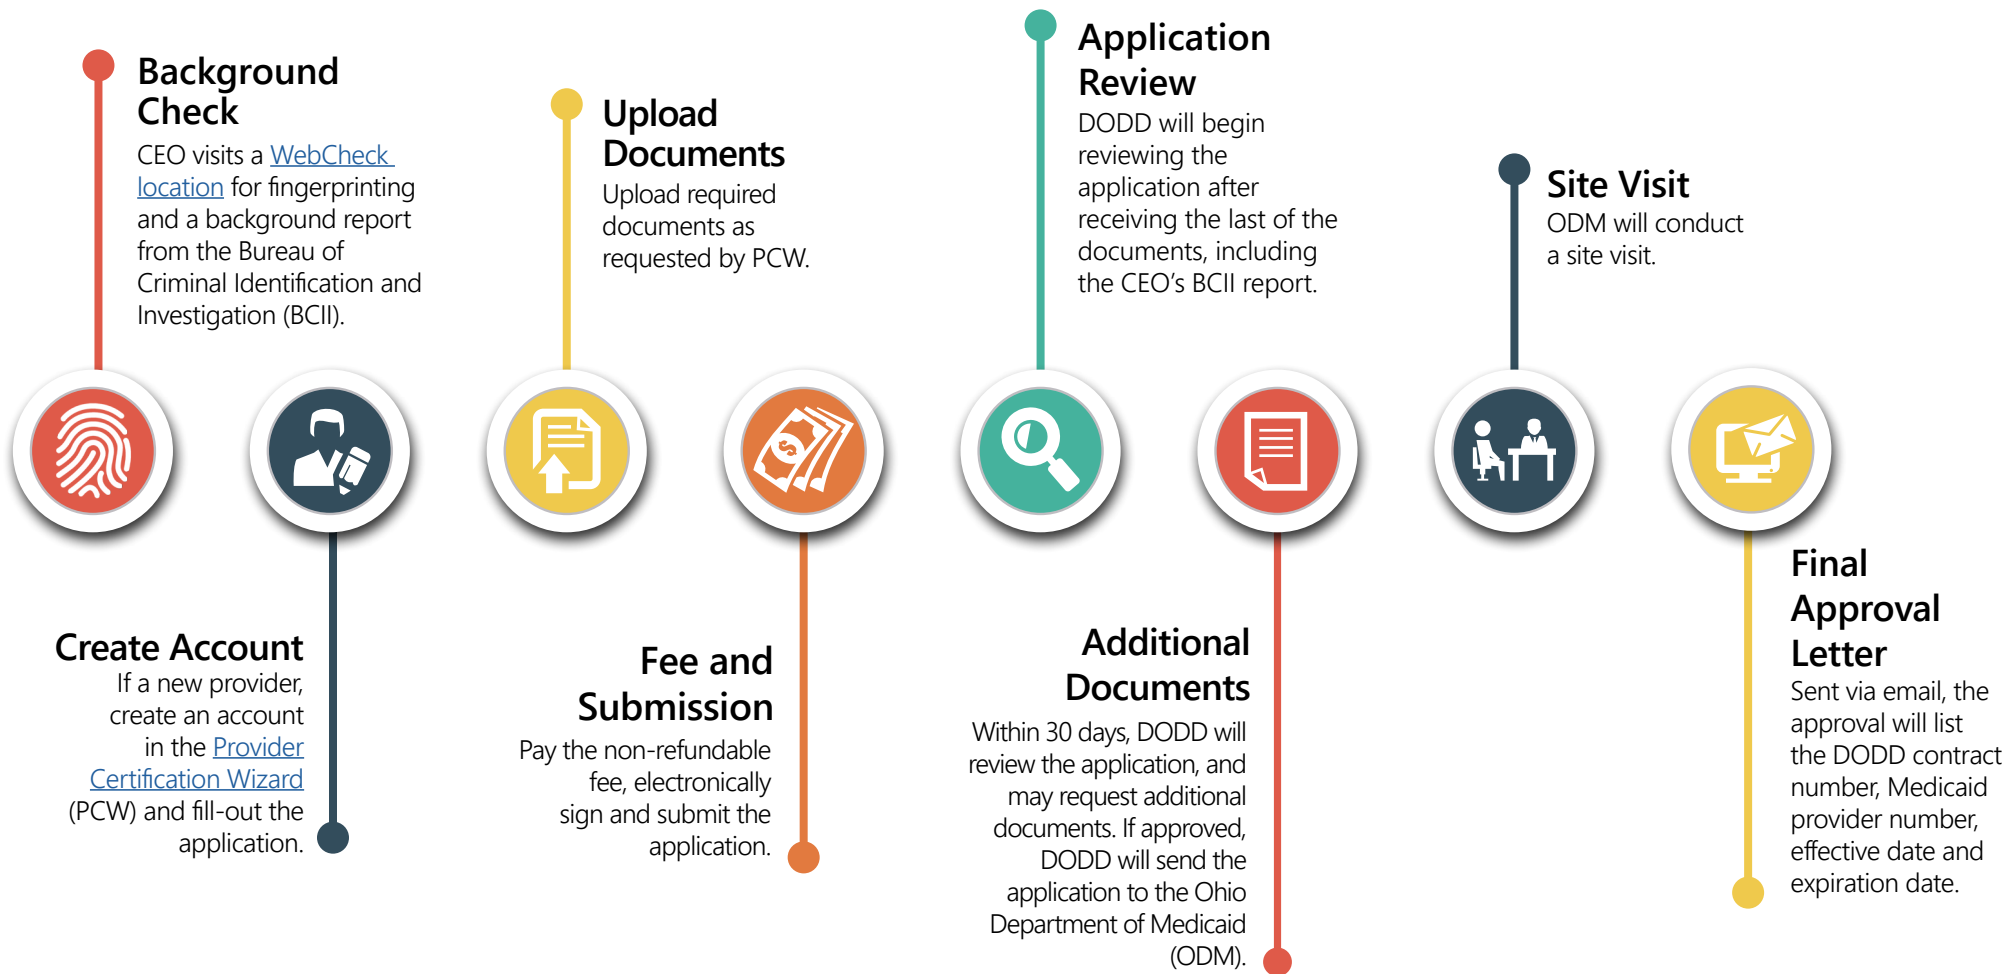 Background
Check
CEO visits a WebCheck
location for fingerprinting
and a background report
from the Bureau of
Criminal Identification and
Investigation (BCII).
Create Account
If a new provider,
create an account
in the Provider
Certification Wizard
(PCW) and fill-out the
application.
Upload
Documents
Upload required
documents as
requested by PCW.
Fee and
Submission
Pay the non-refundable
fee, electronically
sign and submit the
application.
Application
Review
DODD will begin
reviewing the
application after
receiving the last of the
documents, including
the CEO's BCII report.
Additional
Documents
Within 30 days, DODD will
review the application, and
may request additional
documents. If approved,
DODD will send the
application to the Ohio
Department of Medicaid
(ODM).
Site Visit
ODM will conduct
a site visit.
Final
Approval
Letter
Sent via email, the
approval will list
the DODD contract
number, Medicaid
provider number,
effective date and
expiration date.